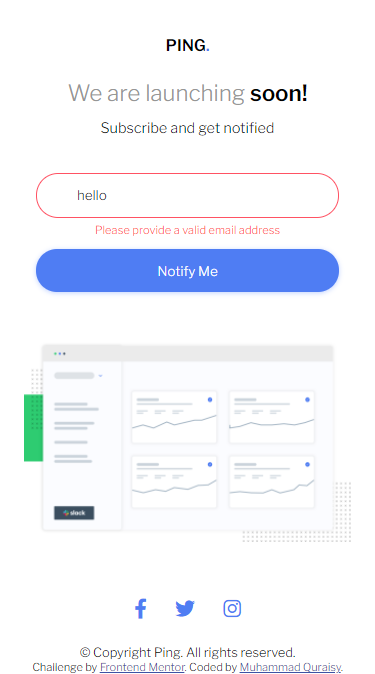 PING.
We are launching soon!
Subscribe and get notified
hello
Please provide a valid email address
Notify Me
slack
© Copyright Ping. All rights reserved.
Challenge by Frontend Mentor. Coded by Muhammad Quraisy.